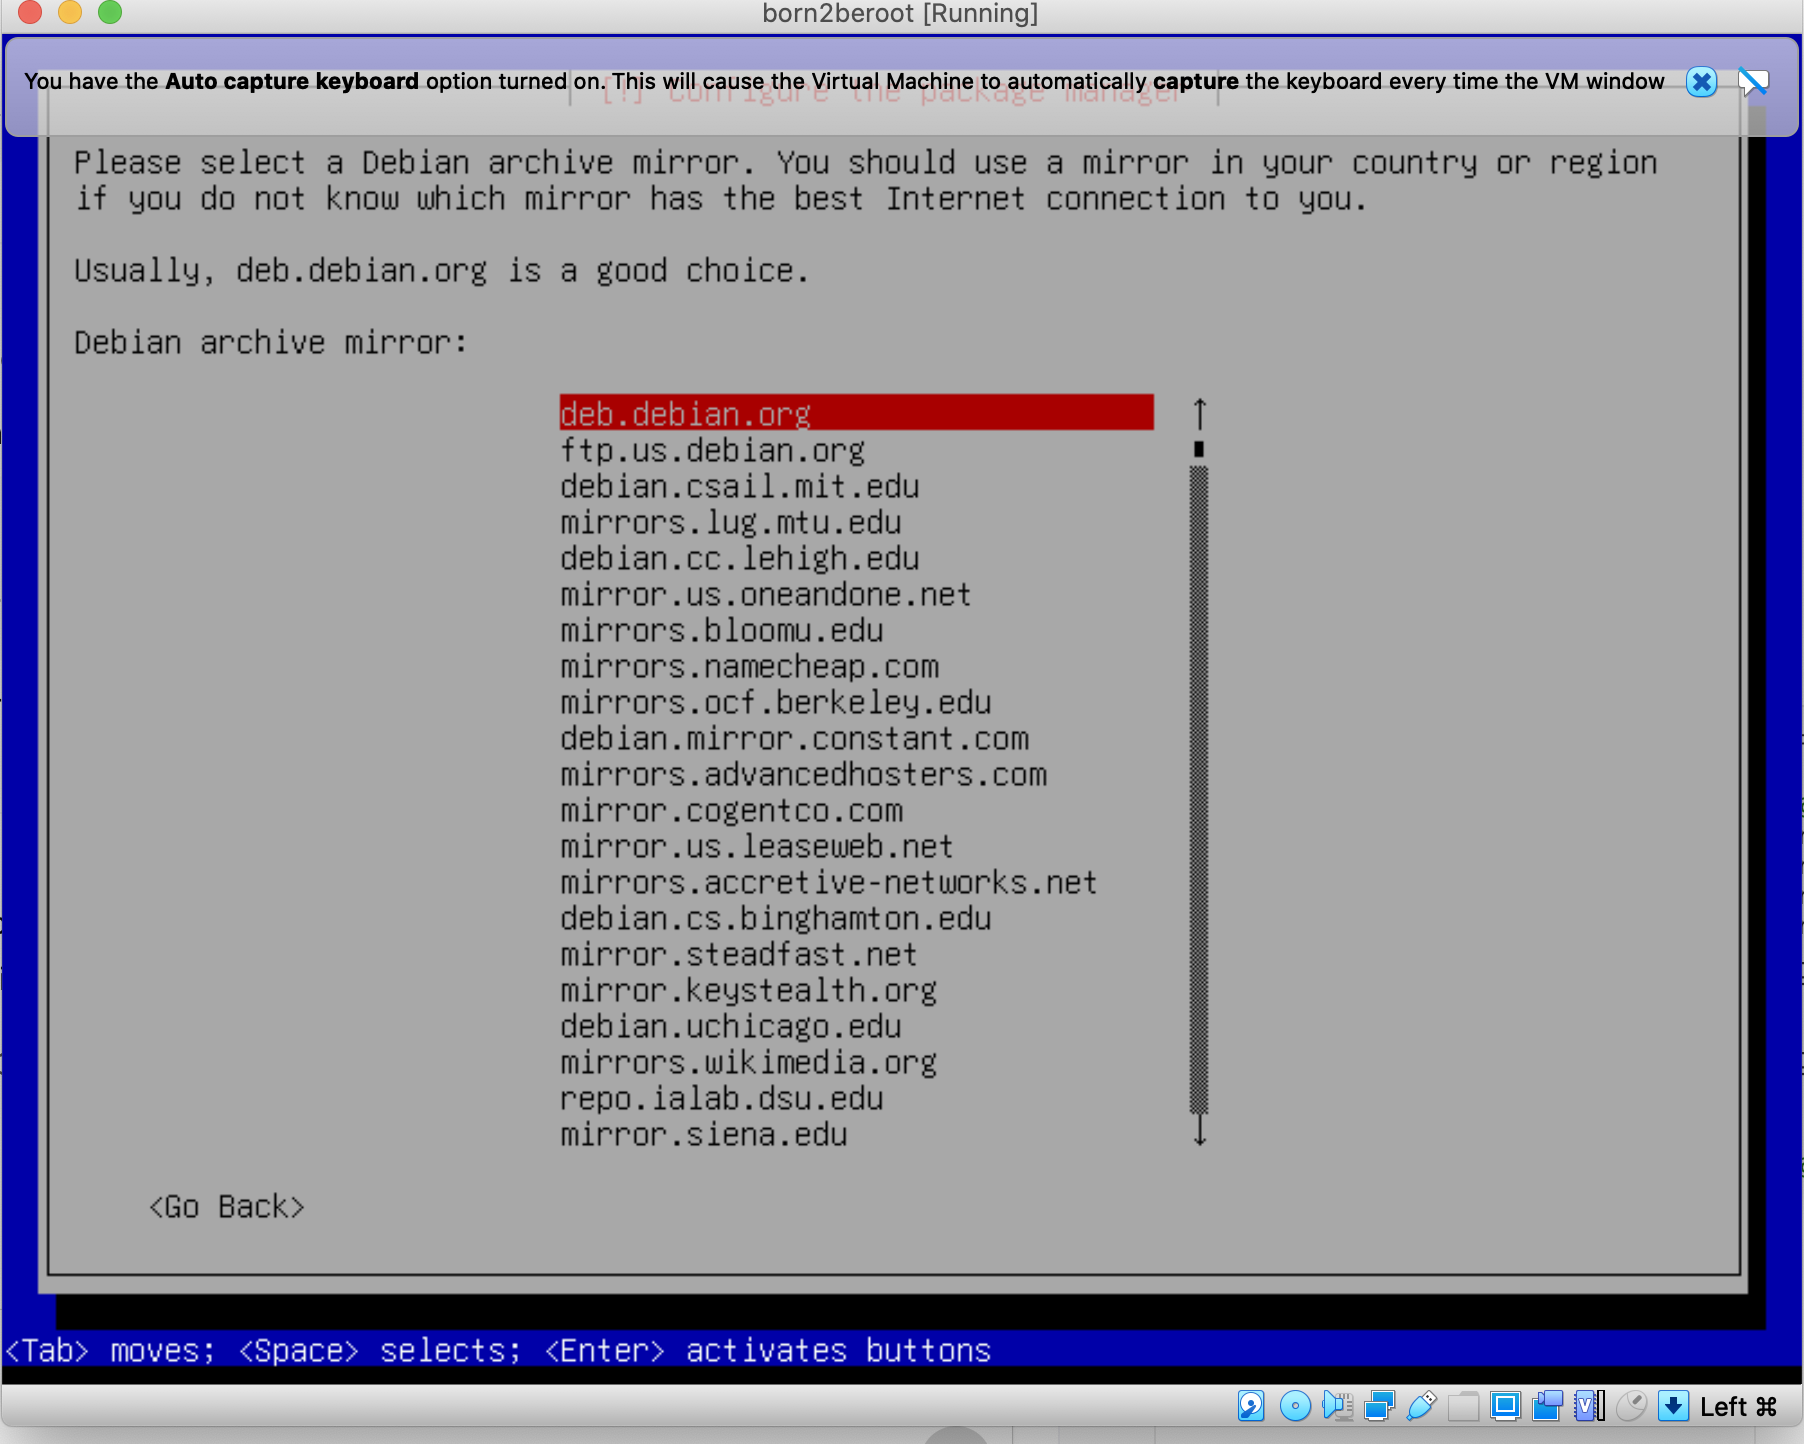 born2beroot [Running]
You have the Auto capture keyboard option turned on. This will cause the Virtual Machine to automatically capture the keyboard every time the VM window
[!] Configure the package manager
Please select a Debian archive mirror. You should use a mirror in your country or region
if you do not know which mirror has the best Internet connection to you.
Usually, deb.debian.org is a good choice.
Debian archive mirror:
deb.debian.org
ftp.us.debian.org
debian.csail.mit.edu
mirrors.lug.mtu.edu
debian.cc.lehigh.edu
mirror.us.oneandone.net
mirrors.bloomu.edu
mirrors.namecheap.com
mirrors.ocf.berkeley.edu
debian.mirror.constant.com
mirrors.advancedhosters.com
mirror.cogentco.com
mirror.us.leaseweb.net
mirrors.accretive-networks.net
debian.cs.binghamton.edu
mirror.steadfast.net
mirror.keystealth.org
debian.uchicago.edu
mirrors.wikimedia.org
repo.ialab.dsu.edu
mirror.siena.edu
<Go Back>
<Tab> moves; <Space> selects; <Enter> activates buttons
Left ⌘